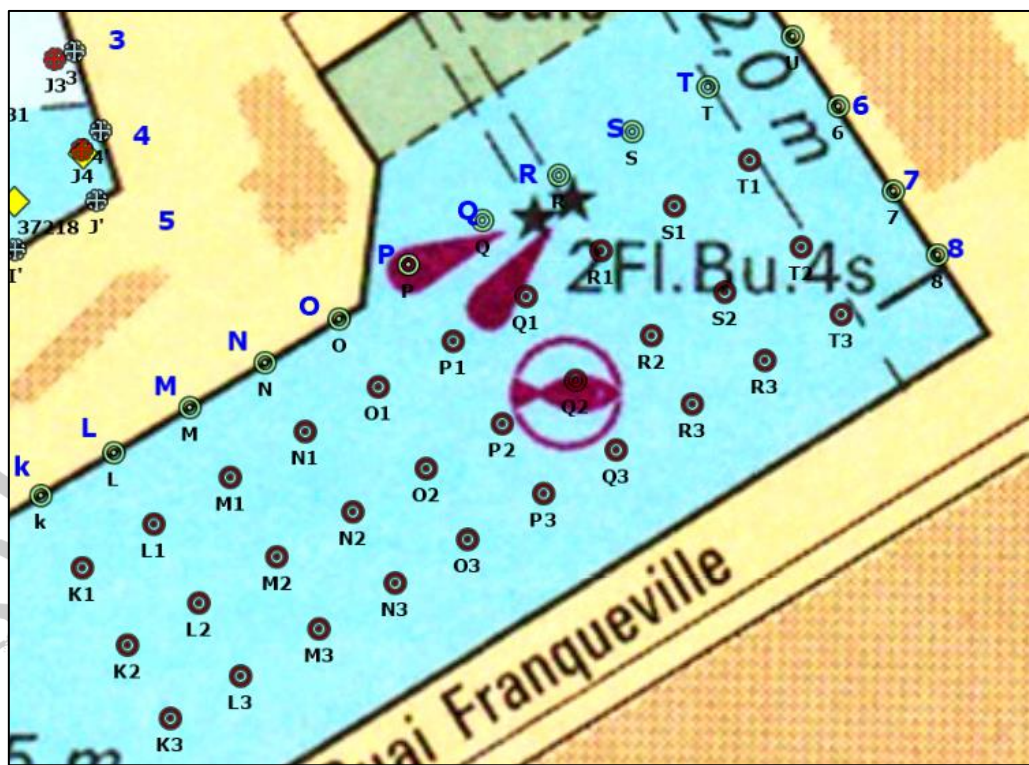 3
J3
3
31
4
4
J4
5
37218
J'
I'
2,0 m
U
T
T
6
6
S
S
T1
R
R
7
7
Q
Q
S1
T2
8
8
P
P
R1
2Fl.Bu.4s
Q1
S2
T3
O
O
P1
R2
N
N
O1
Q2
R3
M
M
N1
P2
R3
L
L
M1
O2
Q3
k
k
L1
N2
P3
K1
M2
O3
L2
N3
K2
M3
L3
K3
Quai Franqueville
5 m